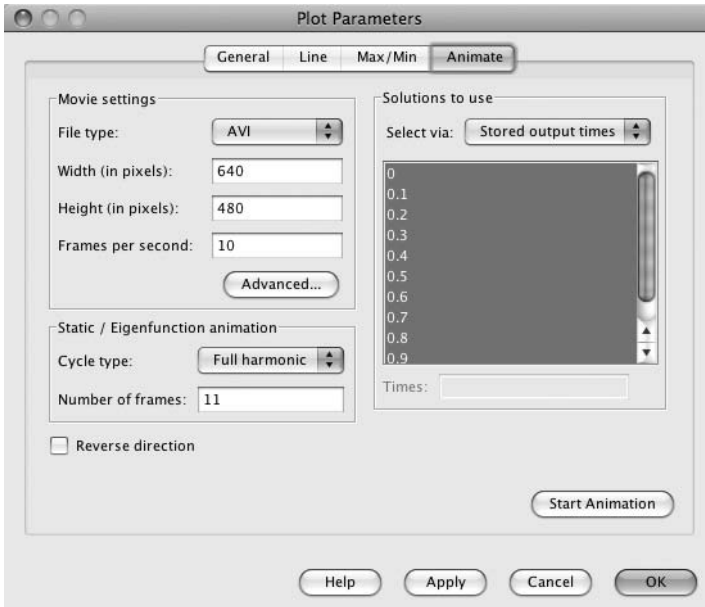 Plot Parameters
General Line Max/Min Animate
Movie settings
File type: AVI
Width (in pixels): 640
Height (in pixels): 480
Frames per second: 10
Advanced...
Static / Eigenfunction animation
Cycle type: Full harmonic
Number of frames: 11
Reverse direction
Solutions to use
Select via: Stored output times
0
0.1
0.2
0.3
0.4
0.5
0.6
0.7
0.8
0.9
Times:
Start Animation
Help Apply Cancel OK